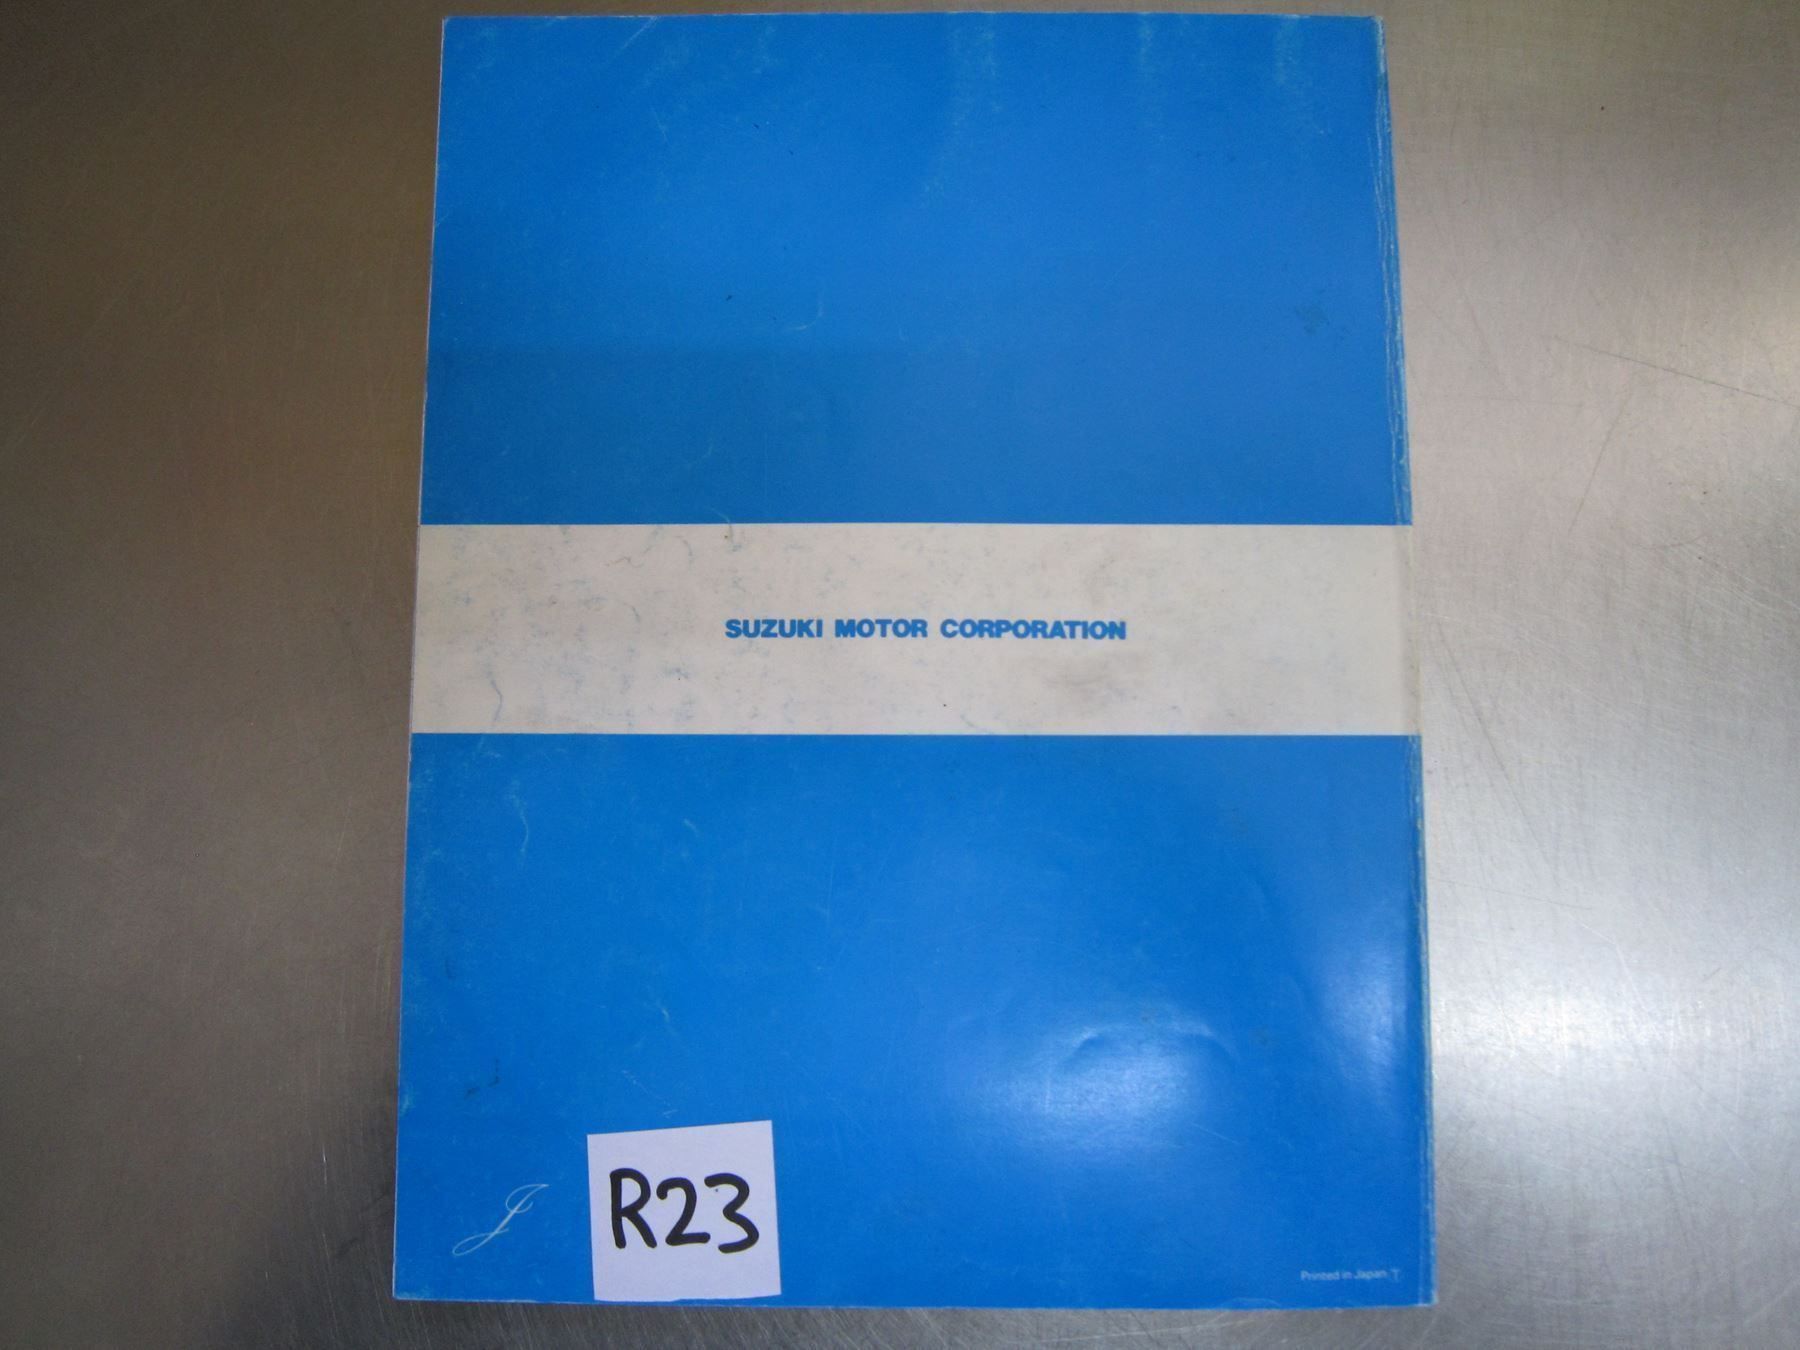 SUZUKI MOTOR CORPORATION
J
R23
Printed in Japan T